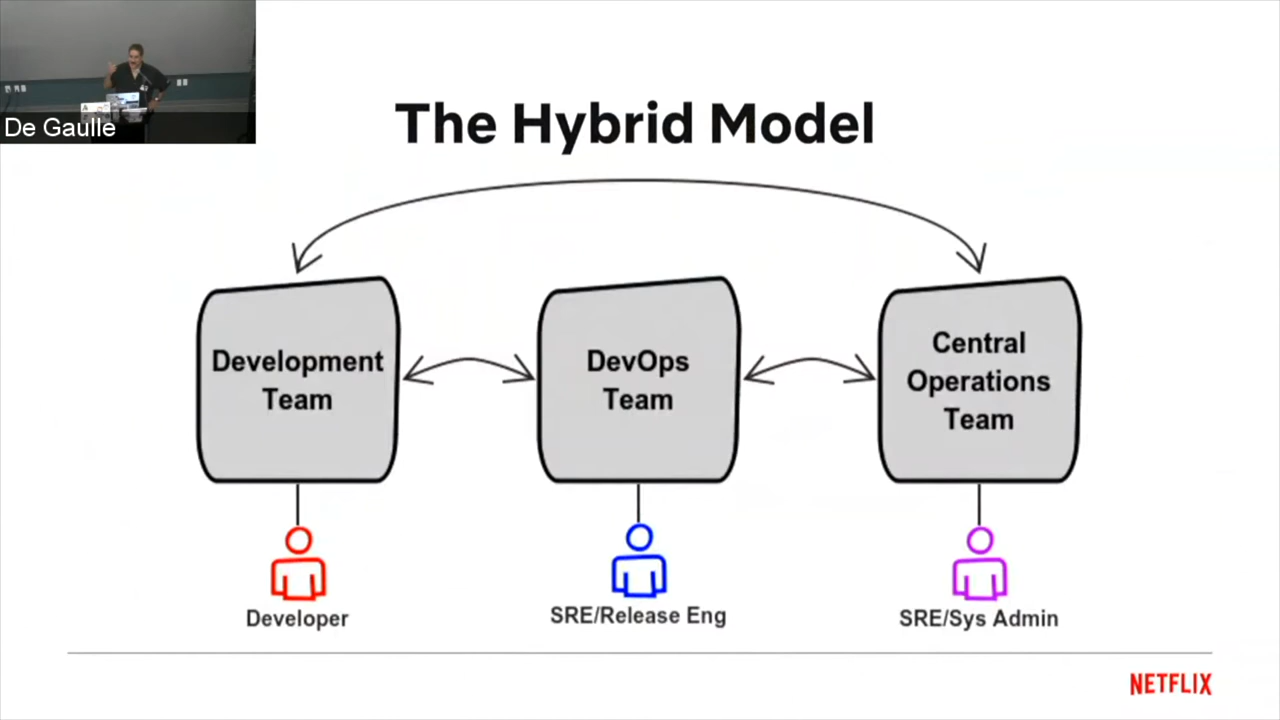 De Gaulle
The Hybrid Model
Development
Team
DevOps
Team
Central
Operations
Team
Developer
SRE/Release Eng
SRE/Sys Admin
NETFLIX